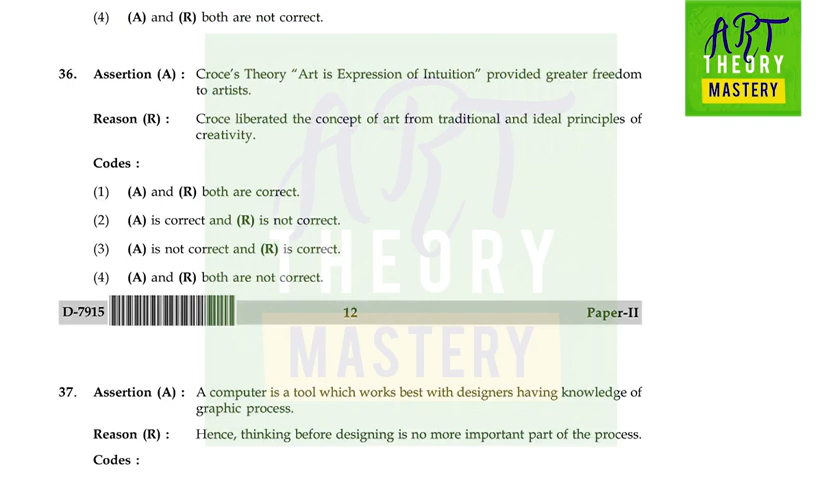 (4) (A) and (R) both are not correct.
ART
THEORY
MASTERY
36. Assertion (A) : Croce's Theory "Art is Expression of Intuition" provided greater freedom
to artists.
Reason (R) : Croce liberated the concept of art from traditional and ideal principles of
creativity.
Codes :
(1) (A) and (R) both are correct.
(2) (A) is correct and (R) is not correct.
(3) (A) is not correct and (R) is correct.
(4) (A) and (R) both are not correct.
ART
THEORY
MASTERY
D-7915 12 Paper-II
37. Assertion (A) : A computer is a tool which works best with designers having knowledge of
graphic process.
Reason (R) : Hence, thinking before designing is no more important part of the process.
Codes :